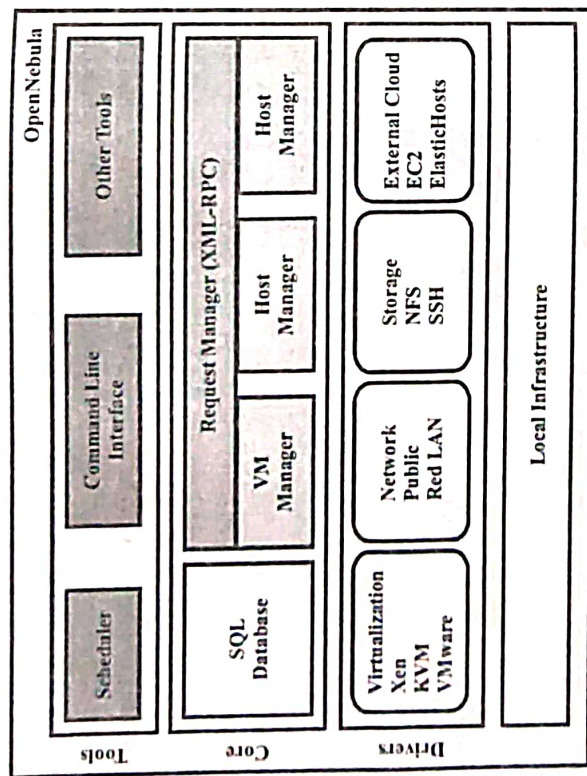 OpenNebula
Tools
Scheduler
Command Line
Interface
Other Tools
Core
SQL
Database
Request Manager (XML-RPC)
VM
Manager
Host
Manager
Host
Manager
Drivers
Virtualization
Xen
KVM
VMware
Network
Public
Red LAN
Storage
NFS
SSH
External Cloud
EC2
ElasticHosts
Local Infrastructure